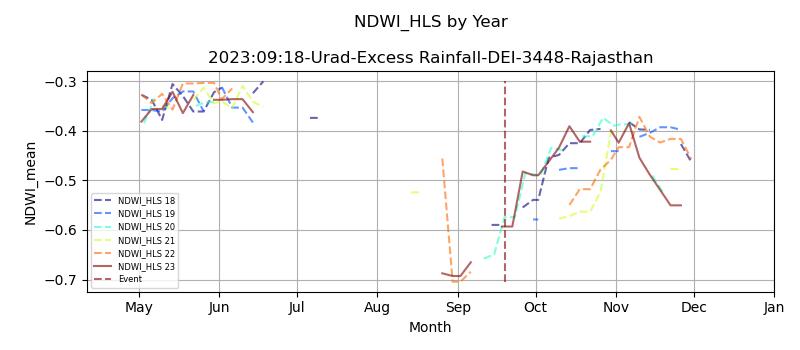 NDWI_HLS by Year
2023:09:18-Urad-Excess Rainfall-DEI-3448-Rajasthan
−0.3
−0.4
−0.5
−0.6
−0.7
NDWI_mean
NDWI_HLS 18
NDWI_HLS 19
NDWI_HLS 20
NDWI_HLS 21
NDWI_HLS 22
NDWI_HLS 23
Event
May Jun Jul Aug Sep Oct Nov Dec Jan
Month